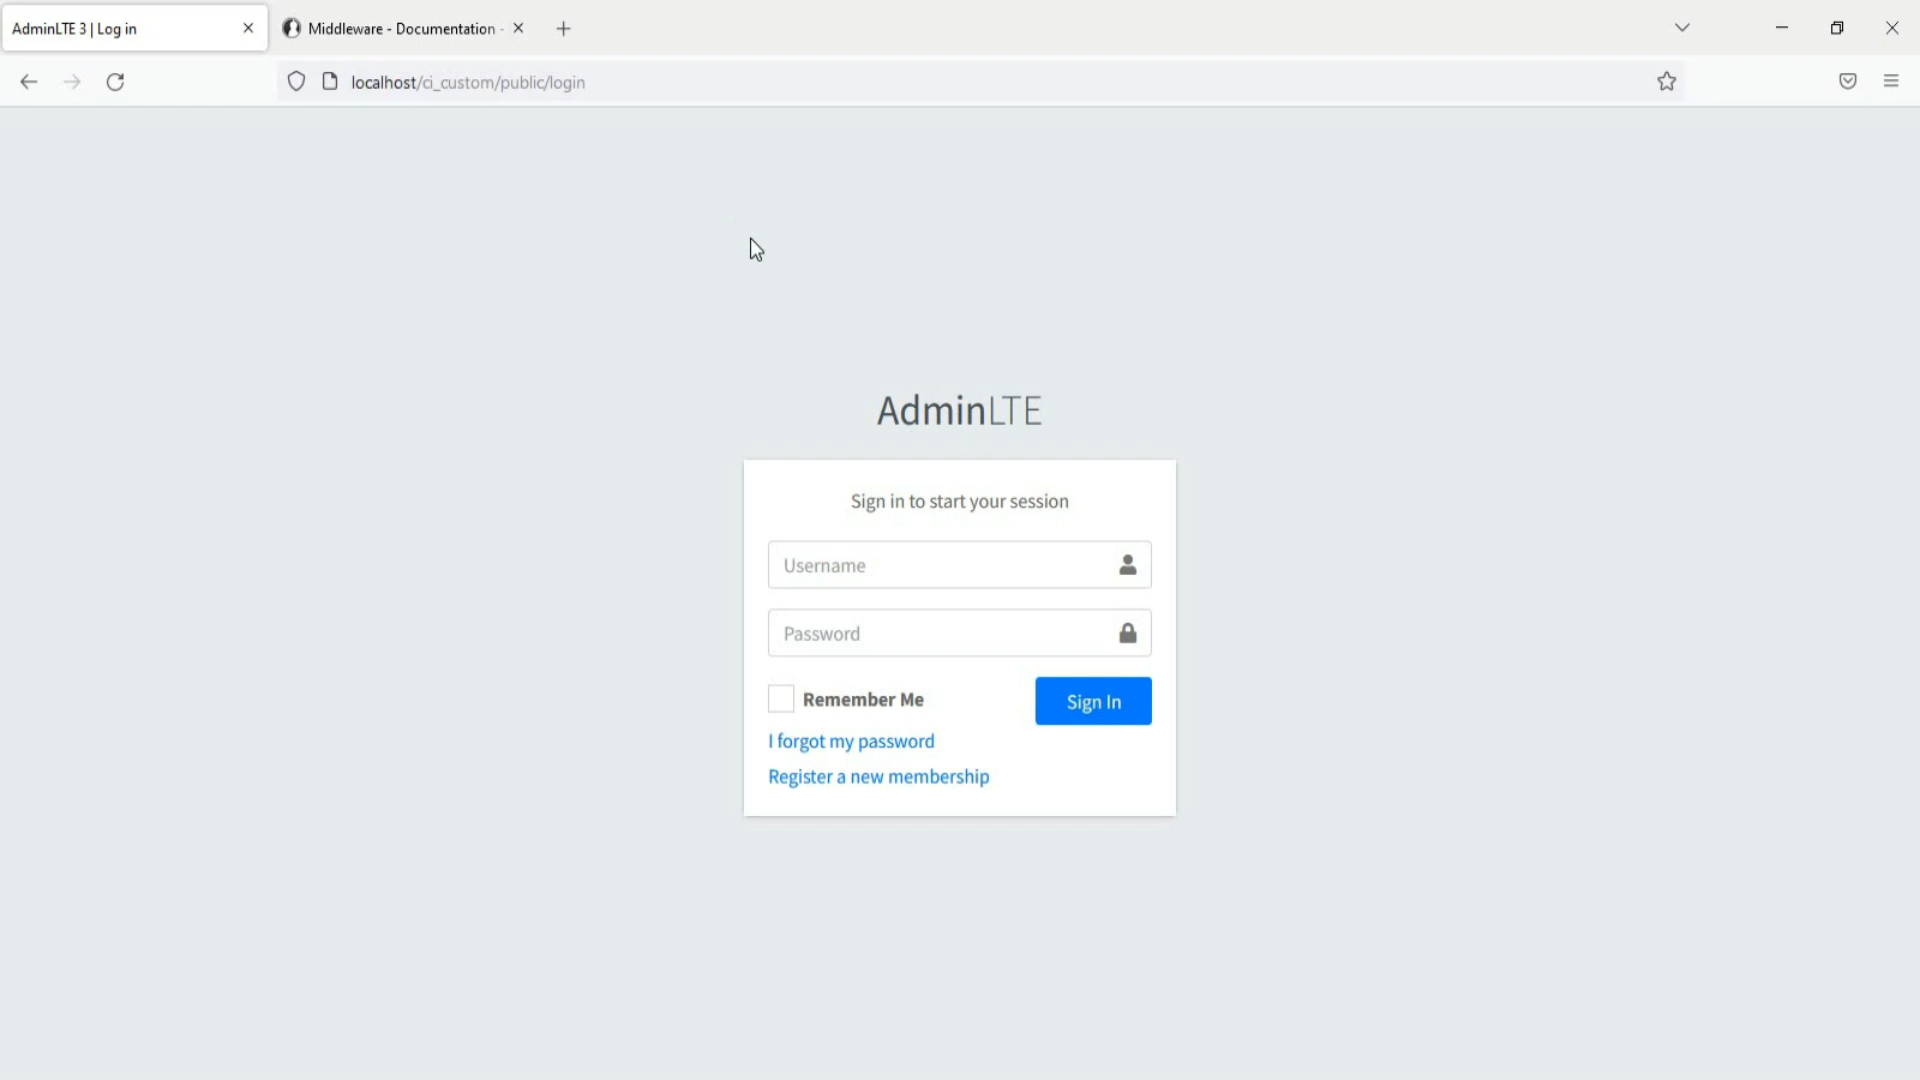 AdminLTE 3 | Log in
Middleware - Documentation -
localhost/ci_custom/public/login
AdminLTE
Sign in to start your session
Username
Password
Remember Me
Sign In
I forgot my password
Register a new membership